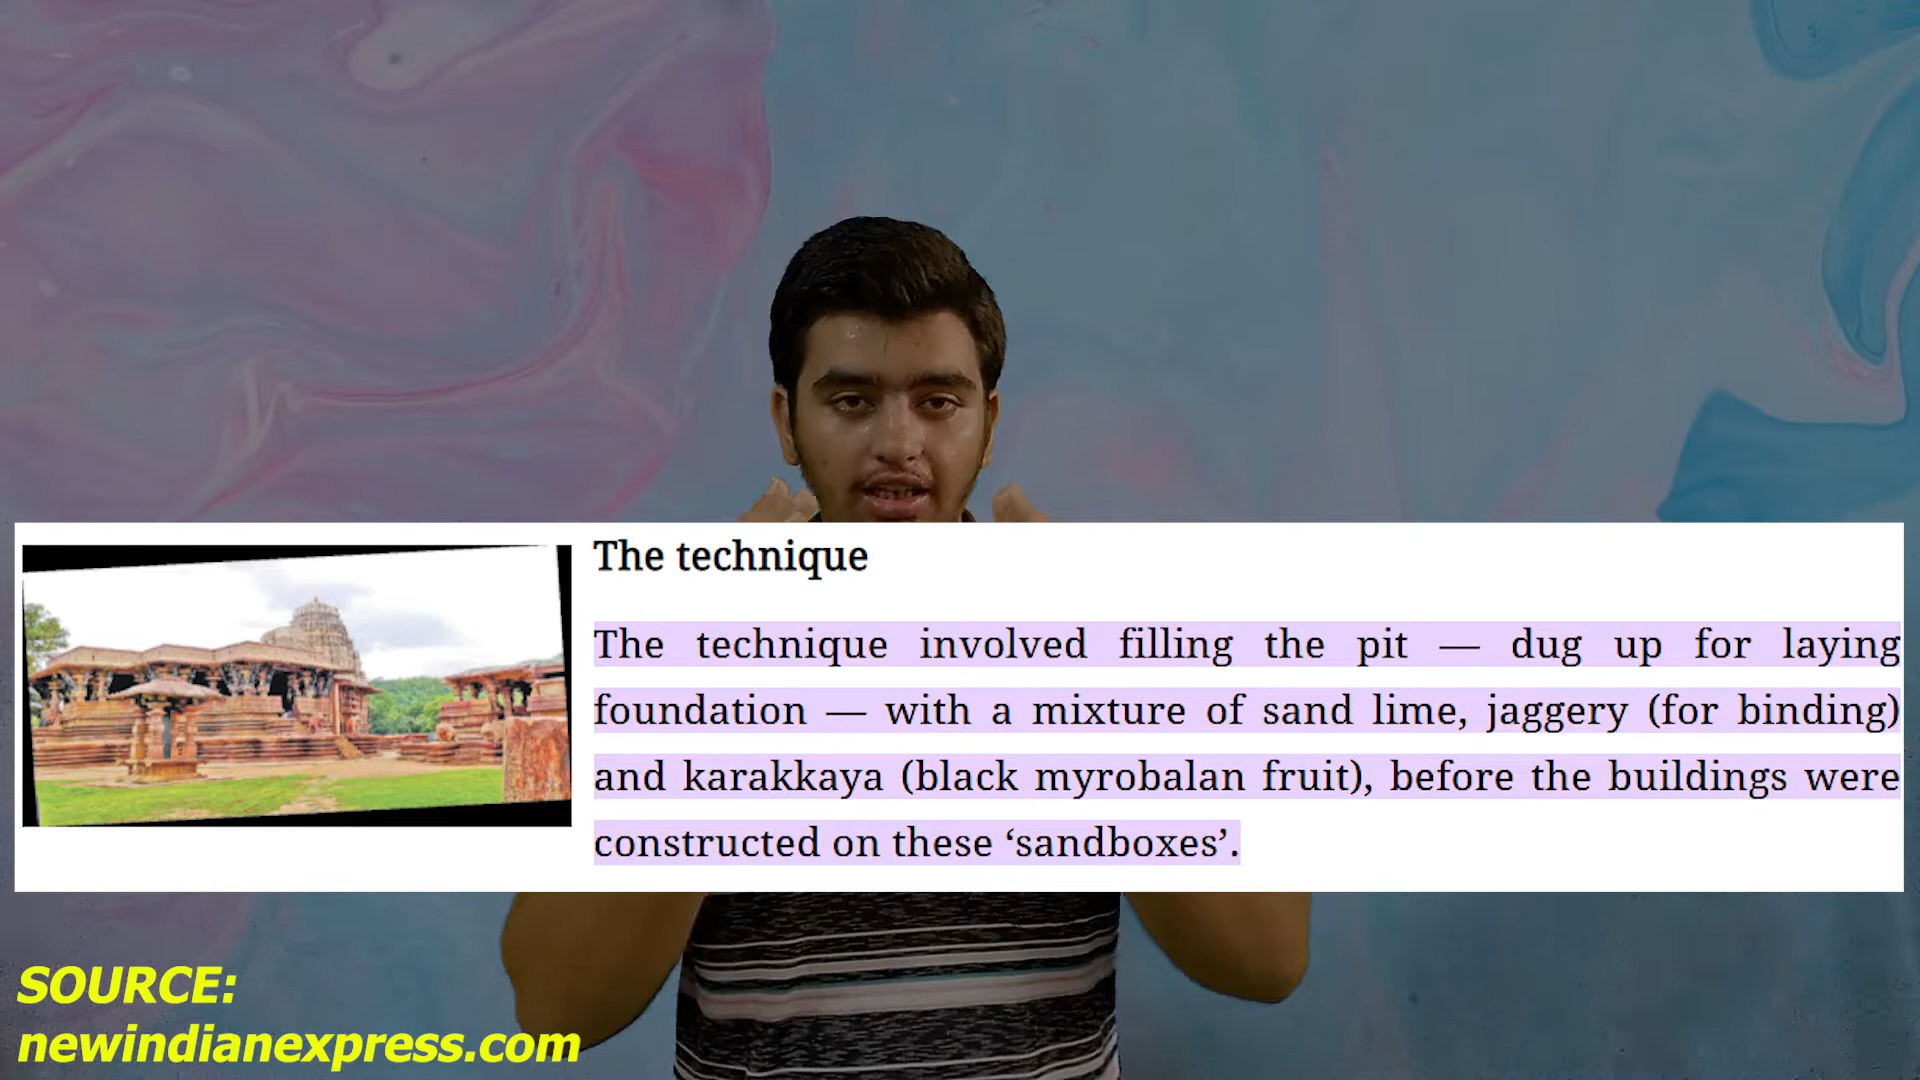 The technique
The technique involved filling the pit — dug up for laying
foundation — with a mixture of sand lime, jaggery (for binding)
and karakkaya (black myrobalan fruit), before the buildings were
constructed on these ‘sandboxes’.
SOURCE:
newindianexpress.com